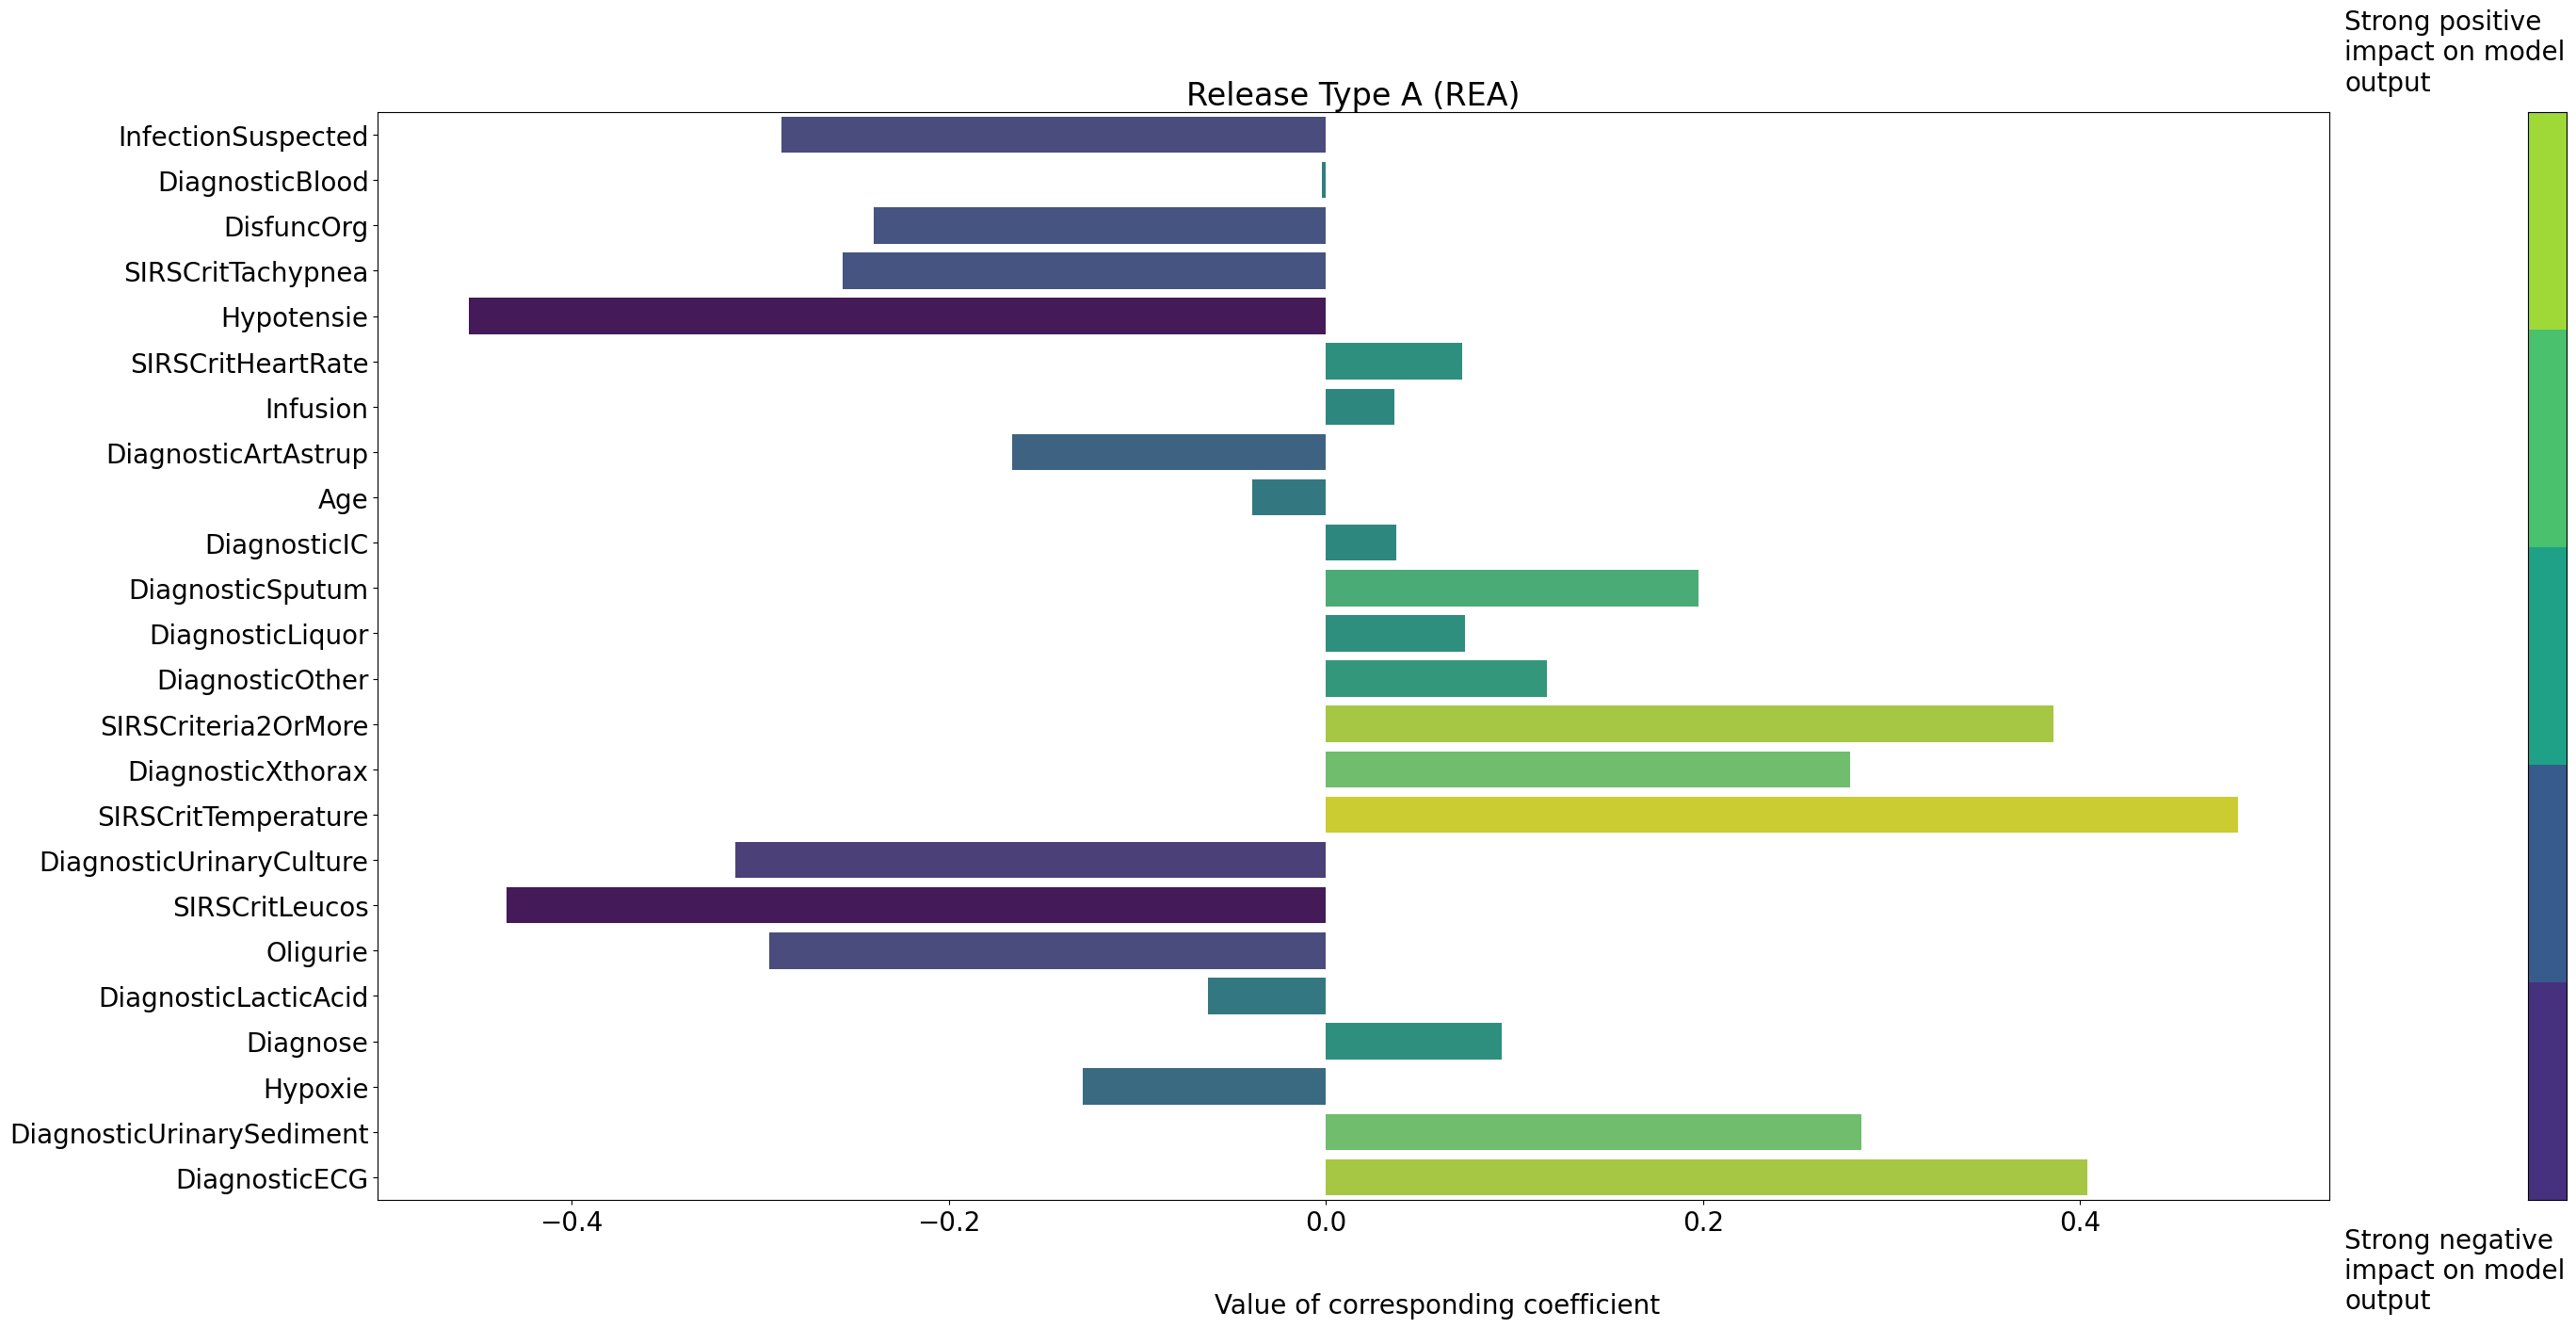 Strong positive
impact on model
output
Release Type A (REA)
InfectionSuspected
DiagnosticBlood
DisfuncOrg
SIRSCritTachypnea
Hypotensie
SIRSCritHeartRate
Infusion
DiagnosticArtAstrup
Age
DiagnosticIC
DiagnosticSputum
DiagnosticLiquor
DiagnosticOther
SIRSCriteria2OrMore
DiagnosticXthorax
SIRSCritTemperature
DiagnosticUrinaryCulture
SIRSCritLeucos
Oligurie
DiagnosticLacticAcid
Diagnose
Hypoxie
DiagnosticUrinarySediment
DiagnosticECG
−0.4 −0.2 0.0 0.2 0.4
Value of corresponding coefficient
Strong negative
impact on model
output